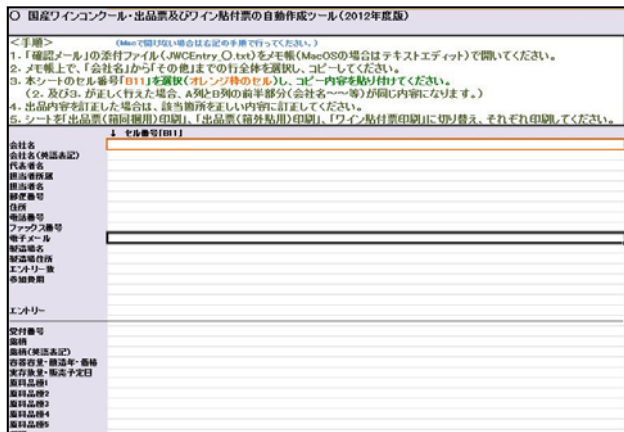 ○ 国産ワインコンクール・出品票及びワイン貼付票の自動作成ツール(2012年度版)
<手順>
(Macで開けない場合は右記の手順で行ってください。)
1.「確認メール」の添付ファイル(JWCEntry_○.txt)をメモ帳(MacOSの場合はテキストエディット)で開いてください。
2. メモ帳上で、「会社名」から「その他」までの行全体を選択し、コピーしてください。
3. 本シートのセル番号「B11」を選択(オレンジ枠のセル)し、コピー内容を貼り付けてください。
(2. 及び3. が正しく行えた場合、A列とB列の前半部分(会社名~~等)が同じ内容になります。)
4. 出品内容を訂正した場合は、該当箇所を正しい内容に訂正してください。
5. シートを「出品票(箱同梱用)印刷」、「出品票(箱外貼用)印刷」、「ワイン貼付票印刷」に切り替え、それぞれ印刷してください。
↓ セル番号「B11」
会社名
会社名(英語表記)
代表者名
担当者所属
担当者名
郵便番号
住所
電話番号
ファックス番号
電子メール
製造場名
製造場住所
エントリー数
参加費用
エントリー
受付番号
銘柄
銘柄(英語表記)
容器容量・醸造年・価格
実存数量・販売予定日
原料品種1
原料品種2
原料品種3
原料品種4
原料品種5